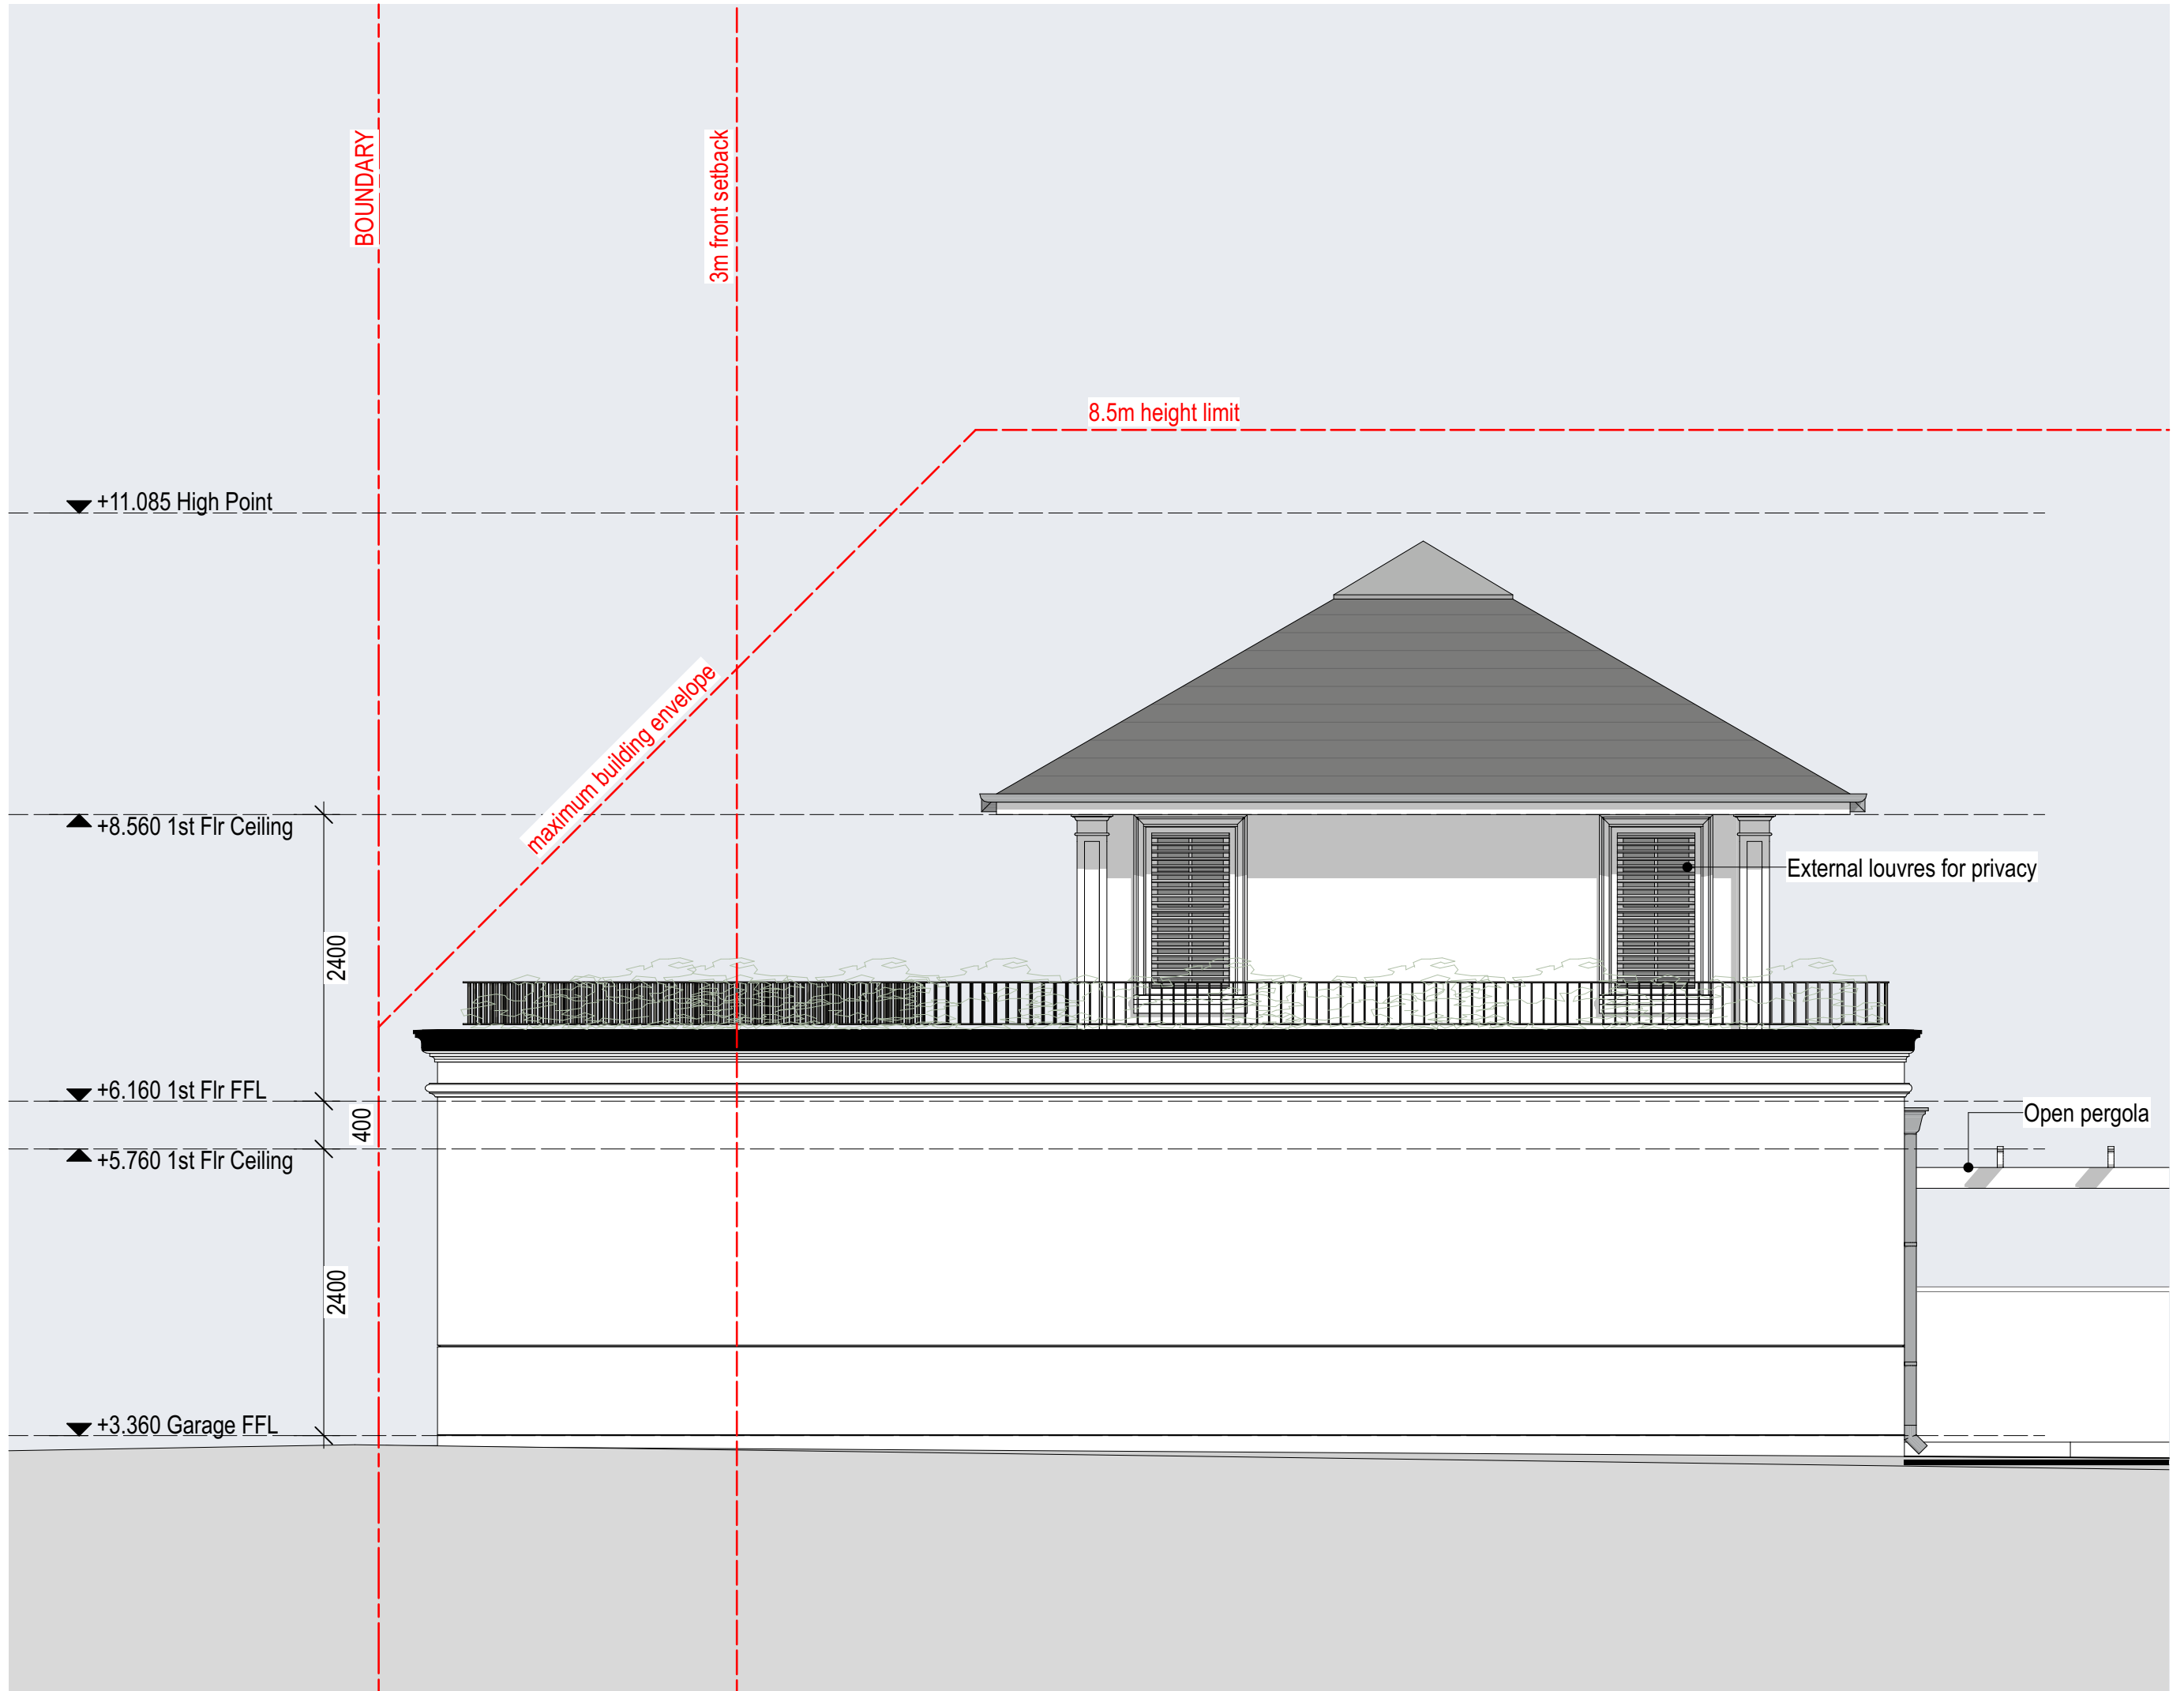 BOUNDARY
3m front setback
8.5m height limit
+11.085 High Point
maximum building envelope
+8.560 1st Flr Ceiling
External louvres for privacy
2400
+6.160 1st Flr FFL
400
Open pergola
+5.760 1st Flr Ceiling
2400
+3.360 Garage FFL